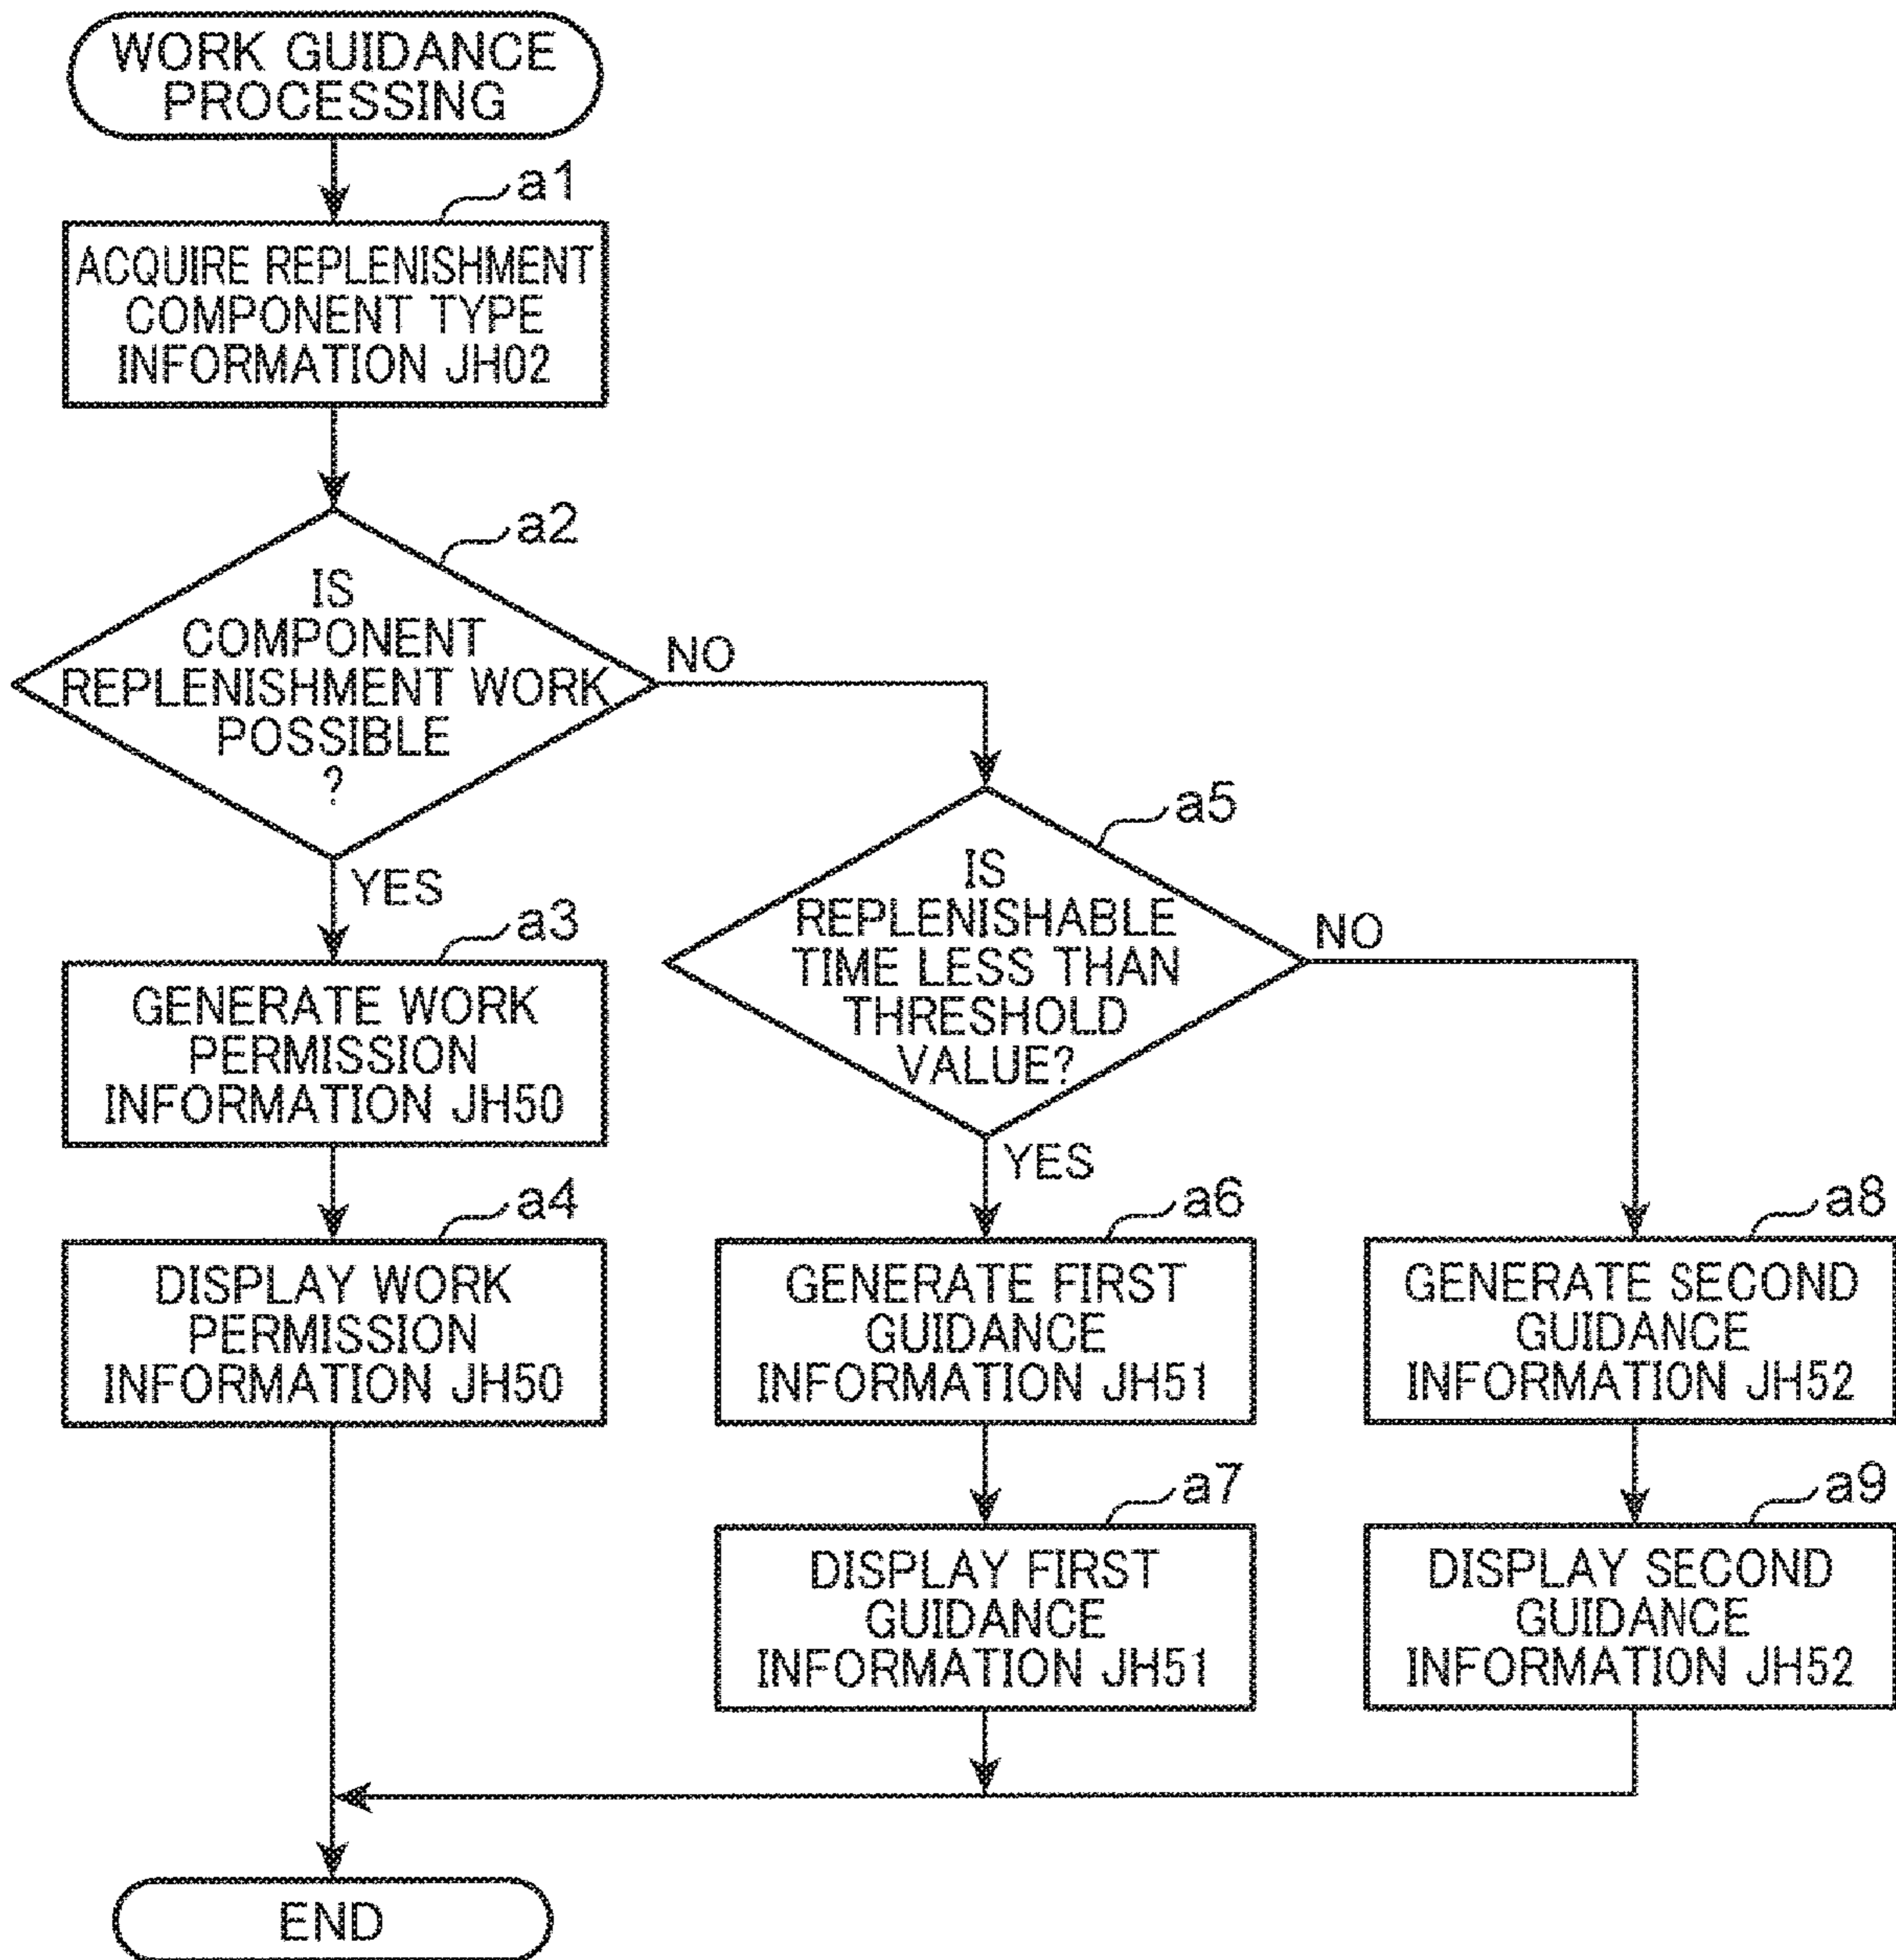 WORK GUIDANCE
PROCESSING
a1
ACQUIRE REPLENISHMENT
COMPONENT TYPE
INFORMATION JH02
a2
IS
COMPONENT
REPLENISHMENT WORK
POSSIBLE
?
NO
YES
a5
IS
REPLENISHABLE
TIME LESS THAN
THRESHOLD
VALUE?
NO
YES
a3
GENERATE WORK
PERMISSION
INFORMATION JH50
a4
DISPLAY WORK
PERMISSION
INFORMATION JH50
a6
GENERATE FIRST
GUIDANCE
INFORMATION JH51
a7
DISPLAY FIRST
GUIDANCE
INFORMATION JH51
a8
GENERATE SECOND
GUIDANCE
INFORMATION JH52
a9
DISPLAY SECOND
GUIDANCE
INFORMATION JH52
END